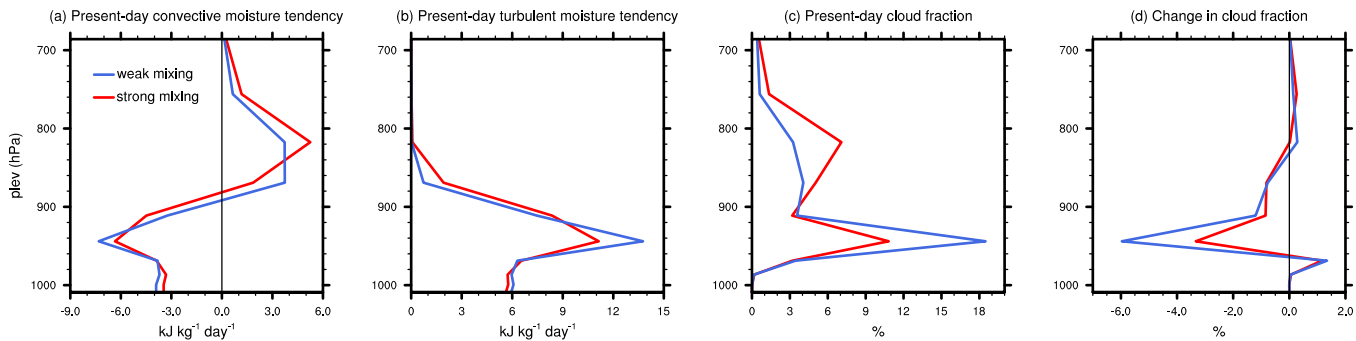 (a) Present-day convective moisture tendency
(b) Present-day turbulent moisture tendency
(c) Present-day cloud fraction
(d) Change in cloud fraction
plev (hPa)
700
800
900
1000
weak mixing
strong mixing
-9.0 -6.0 -3.0 0.0 3.0 6.0
kJ kg⁻¹ day⁻¹
700
800
900
1000
0 3 6 9 12 15
kJ kg⁻¹ day⁻¹
700
800
900
1000
0 3 6 9 12 15 18
%
700
800
900
1000
-6.0 -4.0 -2.0 0.0 2.0
%